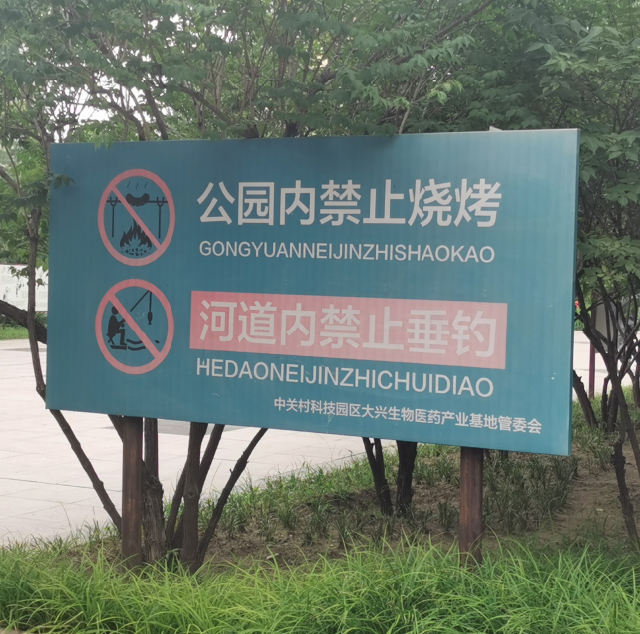 公园内禁止烧烤
GONGYUANNEIJINZHISHAOKAO
河道内禁止垂钓
HEDAONEIJINZHICHUIDIAO
中关村科技园区大兴生物医药产业基地管委会